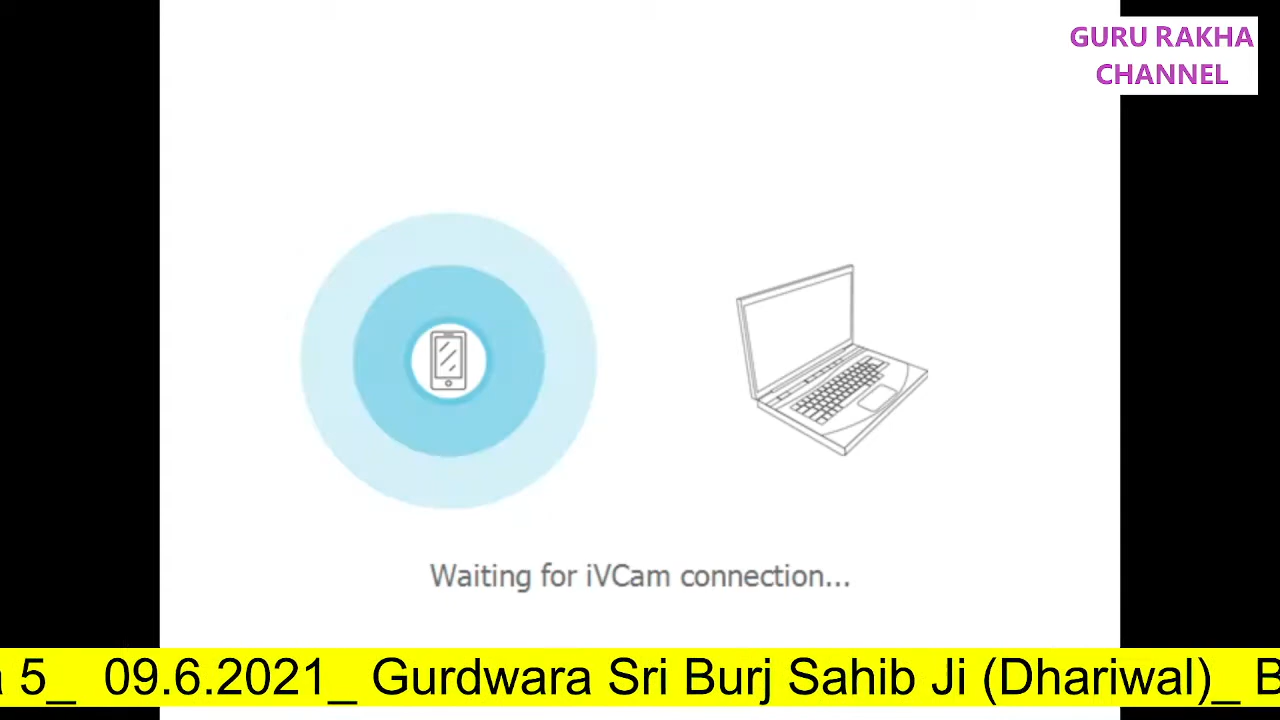 GURU RAKHA
CHANNEL
Waiting for iVCam connection...
5_ 09.6.2021_ Gurdwara Sri Burj Sahib Ji (Dhariwal)_